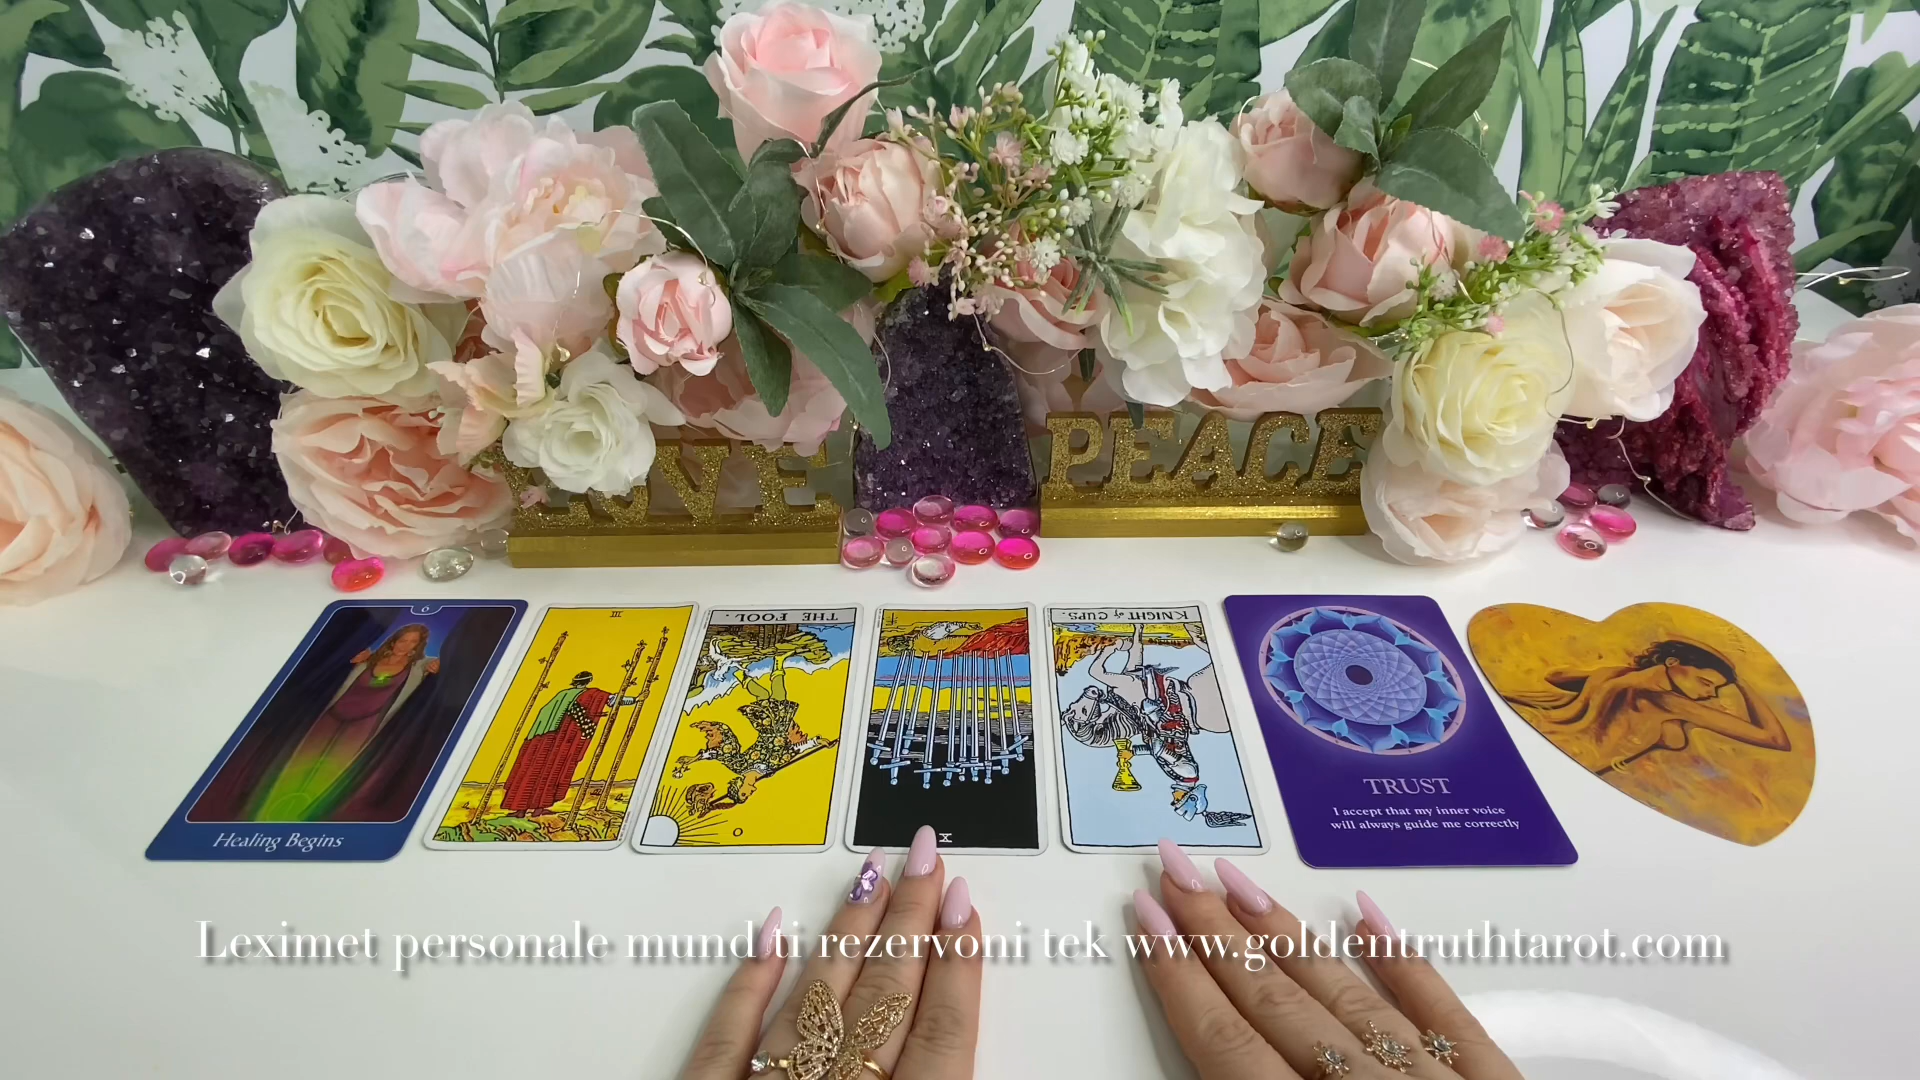 LOVE
PEACE
6
Healing Begins
III
THE FOOL.
0
X
KNIGHT of CUPS.
TRUST
I accept that my inner voice
will always guide me correctly
Leximet personale mund ti rezervoni tek www.goldentruthtarot.com